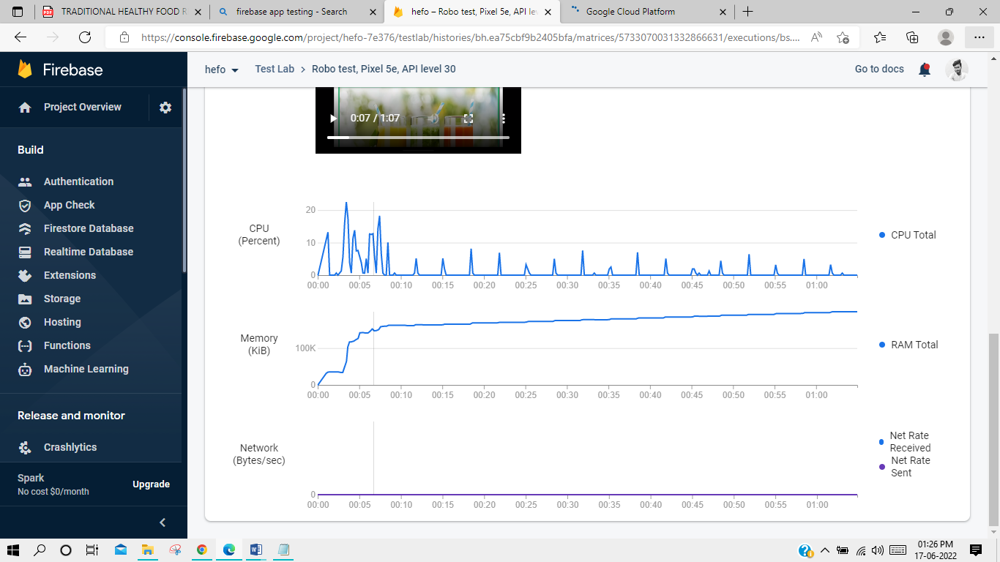 TRADITIONAL HEALTHY FOOD R
firebase app testing - Search
hefo – Robo test, Pixel 5e, API le
Google Cloud Platform
https://console.firebase.google.com/project/hefo-7e376/testlab/histories/bh.ea75cbf9b2405bfa/matrices/5733070031332866631/executions/bs....
Firebase
hefo
Test Lab > Robo test, Pixel 5e, API level 30
Go to docs
Project Overview
Build
Authentication
App Check
Firestore Database
Realtime Database
Extensions
Storage
Hosting
Functions
Machine Learning
Release and monitor
Crashlytics
Spark
No cost $0/month
Upgrade
0:07 / 1:07
CPU
(Percent)
20
10
0
00:00 00:05 00:10 00:15 00:20 00:25 00:30 00:35 00:40 00:45 00:50 00:55 01:00
CPU Total
Memory
(KiB)
100K
0
00:00 00:05 00:10 00:15 00:20 00:25 00:30 00:35 00:40 00:45 00:50 00:55 01:00
RAM Total
Network
(Bytes/sec)
0
00:00 00:05 00:10 00:15 00:20 00:25 00:30 00:35 00:40 00:45 00:50 00:55 01:00
Net Rate
Received
Net Rate
Sent
01:26 PM
17-06-2022